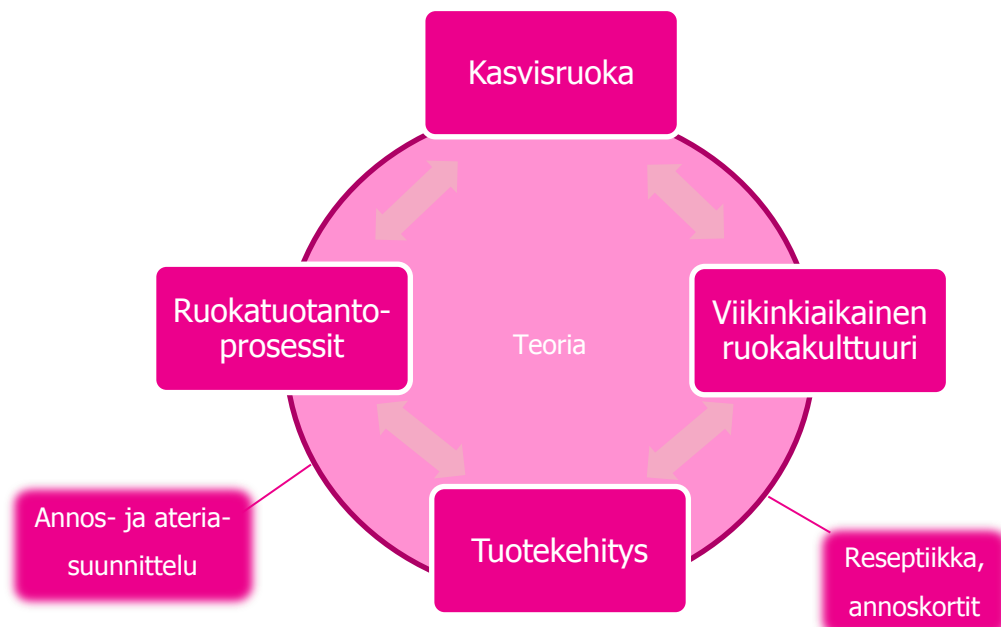 Kasvisruoka
Ruokatuotanto-
prosessit
Teoria
Viikinkiaikainen
ruokakulttuuri
Tuotekehitys
Annos- ja ateria-
suunnittelu
Reseptiikka,
annoskortit